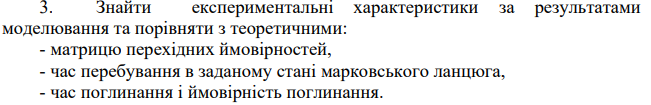 3. Знайти експериментальні характеристики за результатами
моделювання та порівняти з теоретичними:
- матрицю перехідних ймовірностей,
- час перебування в заданому стані марковського ланцюга,
- час поглинання і ймовірність поглинання.